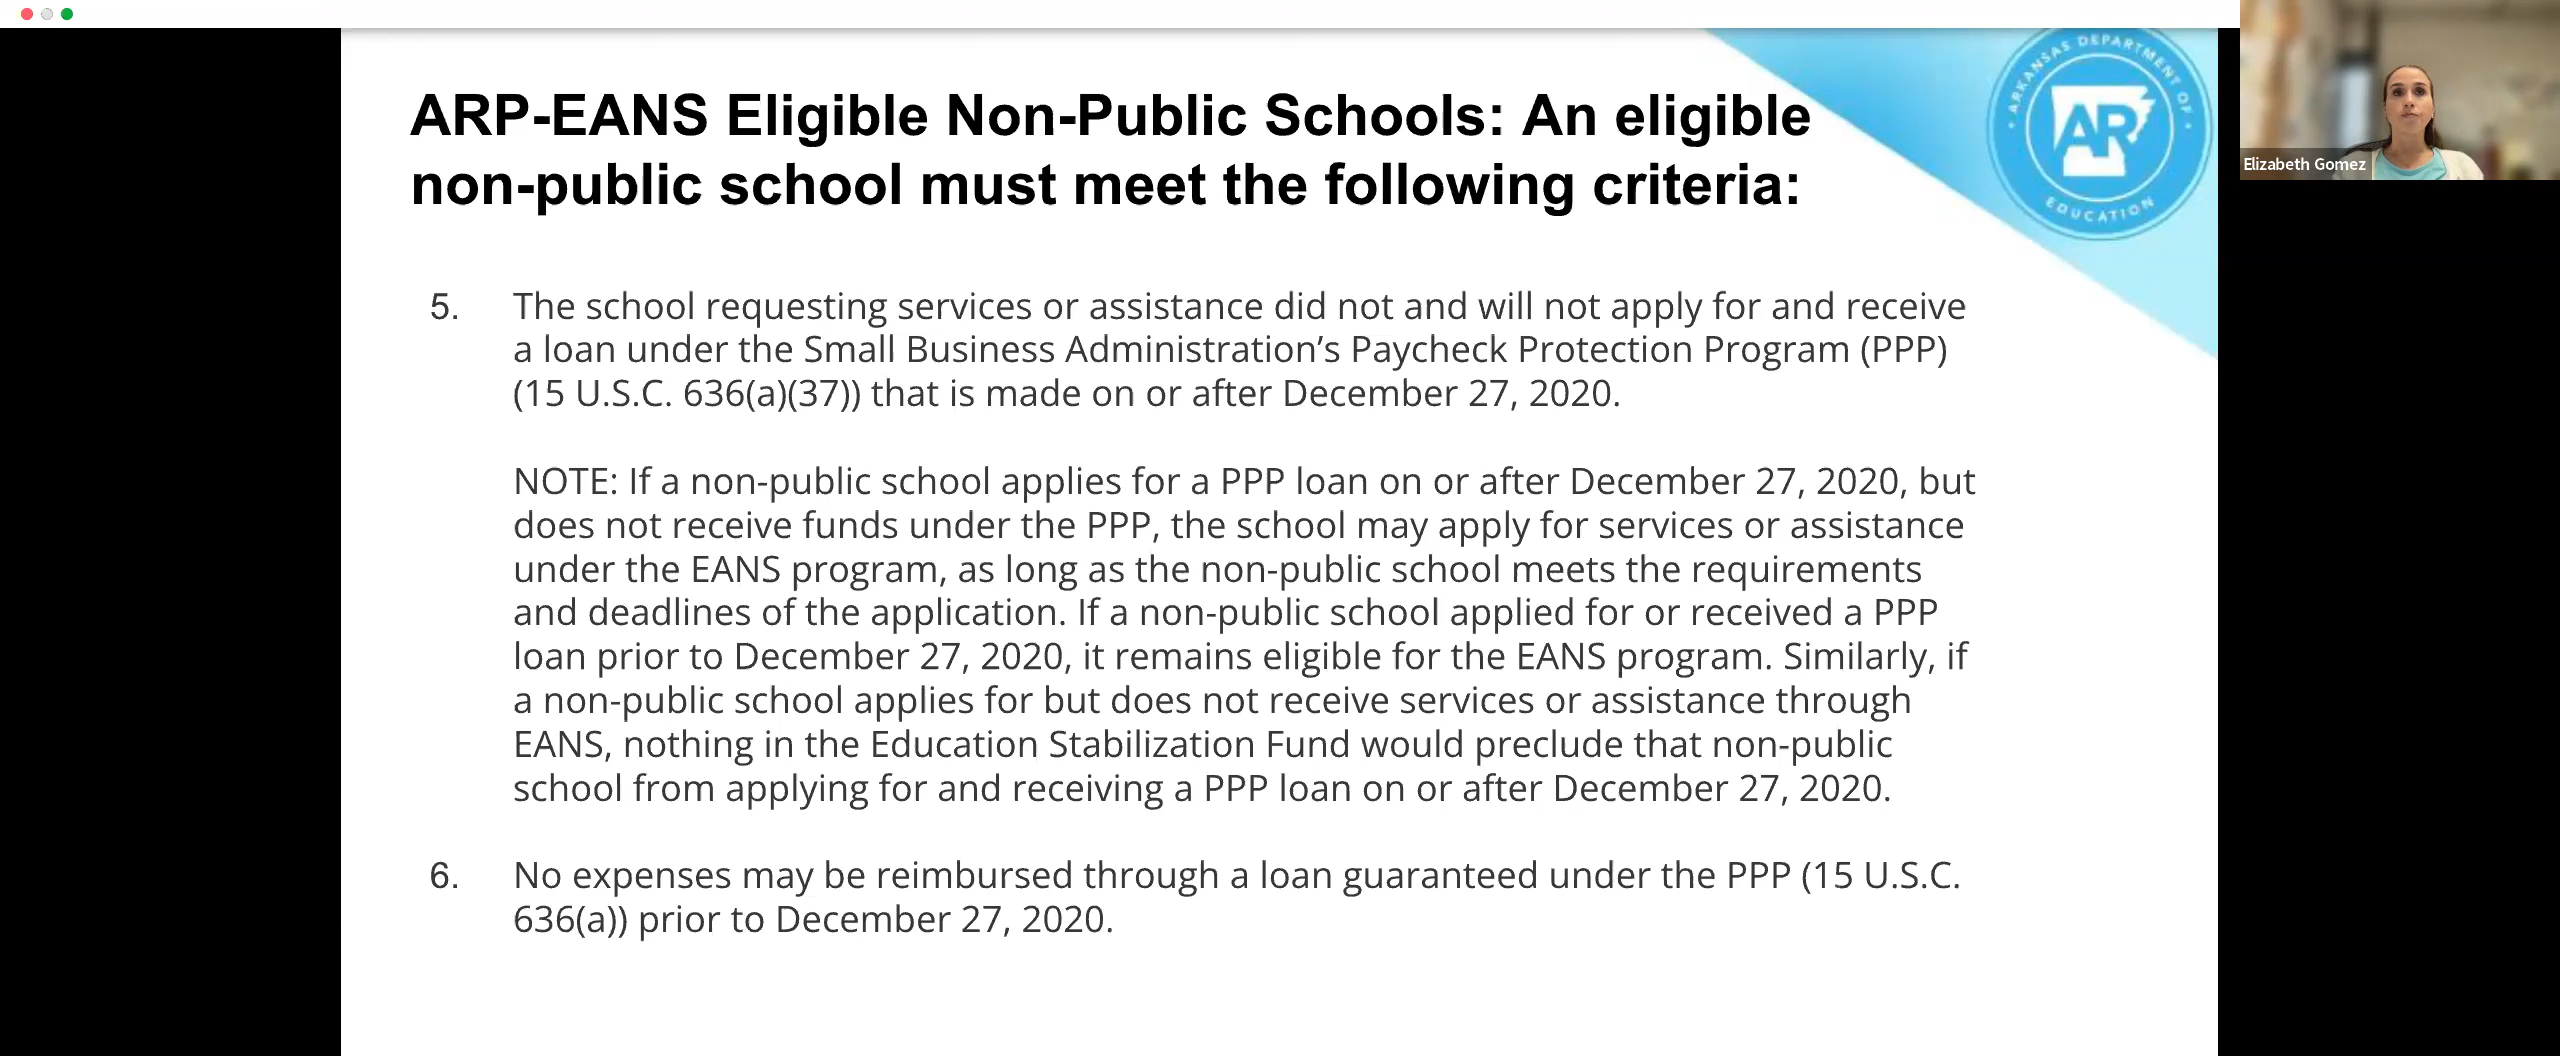 ARP-EANS Eligible Non-Public Schools: An eligible
non-public school must meet the following criteria:
ARKANSAS DEPARTMENT OF
AR
EDUCATION
Elizabeth Gomez
5. The school requesting services or assistance did not and will not apply for and receive
a loan under the Small Business Administration’s Paycheck Protection Program (PPP)
(15 U.S.C. 636(a)(37)) that is made on or after December 27, 2020.
NOTE: If a non-public school applies for a PPP loan on or after December 27, 2020, but
does not receive funds under the PPP, the school may apply for services or assistance
under the EANS program, as long as the non-public school meets the requirements
and deadlines of the application. If a non-public school applied for or received a PPP
loan prior to December 27, 2020, it remains eligible for the EANS program. Similarly, if
a non-public school applies for but does not receive services or assistance through
EANS, nothing in the Education Stabilization Fund would preclude that non-public
school from applying for and receiving a PPP loan on or after December 27, 2020.
6. No expenses may be reimbursed through a loan guaranteed under the PPP (15 U.S.C.
636(a)) prior to December 27, 2020.